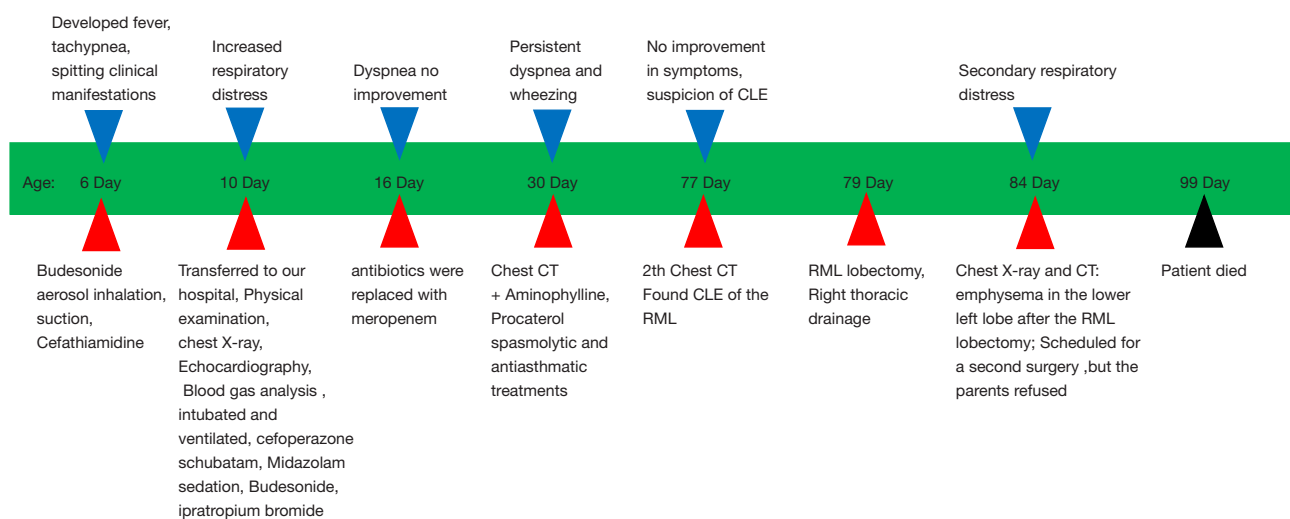 Developed fever,
tachypnea,
spitting clinical
manifestations
Increased
respiratory
distress
Dyspnea no
improvement
Persistent
dyspnea and
wheezing
No improvement
in symptoms,
suspicion of CLE
Secondary respiratory
distress
Age: 6 Day 10 Day 16 Day 30 Day 77 Day 79 Day 84 Day 99 Day
Budesonide
aerosol inhalation,
suction,
Cefathiamidine
Transferred to our
hospital, Physical
examination,
chest X-ray,
Echocardiography,
Blood gas analysis ,
intubated and
ventilated, cefoperazone
schubatam, Midazolam
sedation, Budesonide,
ipratropium bromide
antibiotics were
replaced with
meropenem
Chest CT
+ Aminophylline,
Procaterol
spasmolytic and
antiasthmatic
treatments
2th Chest CT
Found CLE of the
RML
RML lobectomy,
Right thoracic
drainage
Chest X-ray and CT:
emphysema in the lower
left lobe after the RML
lobectomy; Scheduled for
a second surgery ,but the
parents refused
Patient died